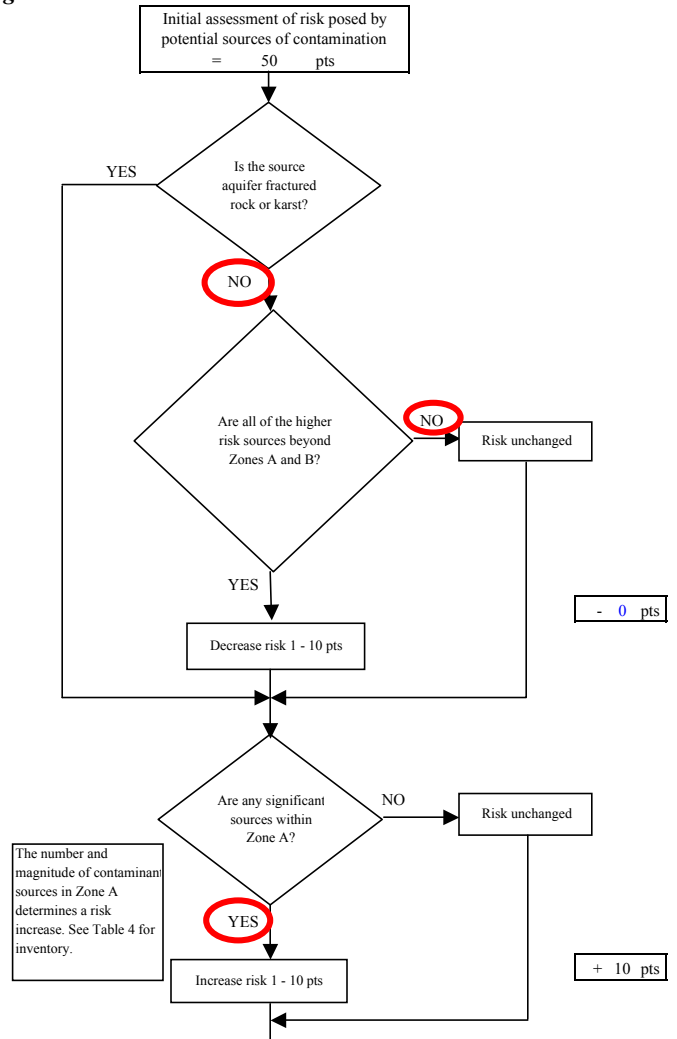 g
Initial assessment of risk posed by
potential sources of contamination
= 50 pts
Is the source
aquifer fractured
rock or karst?
YES
NO
Are all of the higher
risk sources beyond
Zones A and B?
NO
Risk unchanged
YES
- 0 pts
Decrease risk 1 - 10 pts
Are any significant
sources within
Zone A?
NO
Risk unchanged
The number and
magnitude of contaminant
sources in Zone A
determines a risk
increase. See Table 4 for
inventory.
YES
+ 10 pts
Increase risk 1 - 10 pts